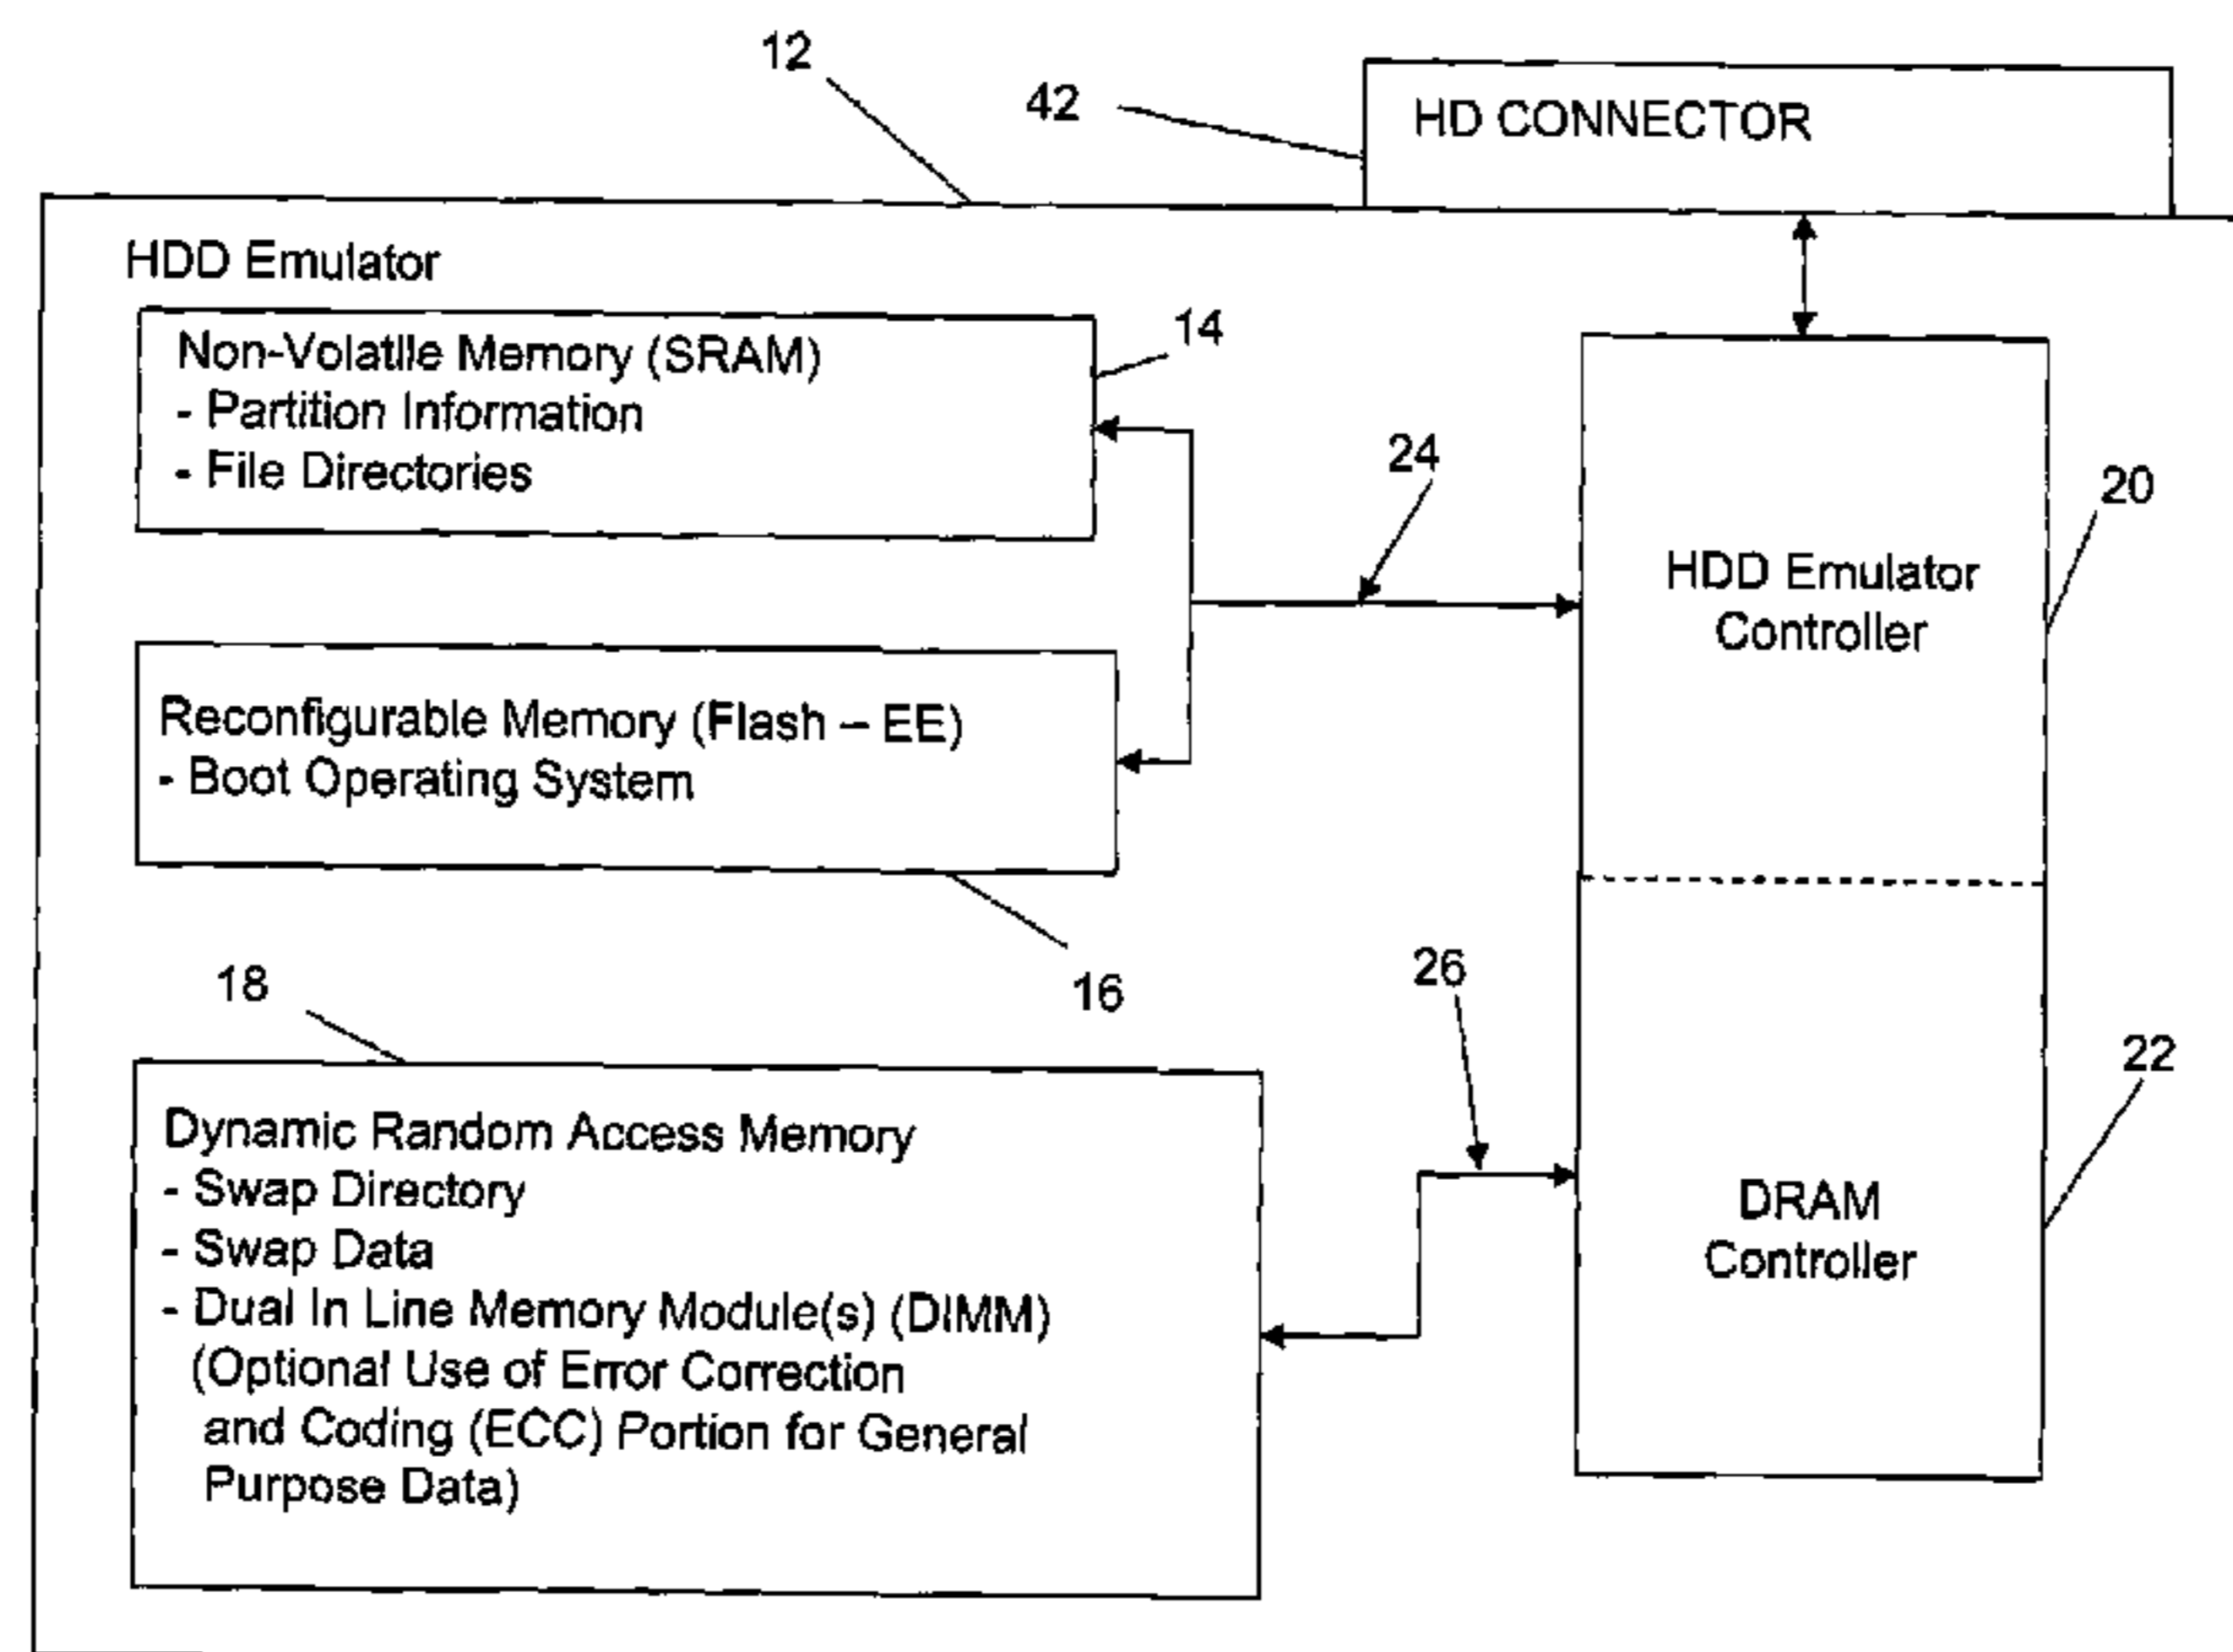 12
42
HD CONNECTOR
HDD Emulator
Non-Volatile Memory (SRAM)
- Partition Information
- File Directories
14
24
20
HDD Emulator
Controller
Reconfigurable Memory (Flash – EE)
- Boot Operating System
16
18
26
22
Dynamic Random Access Memory
- Swap Directory
- Swap Data
- Dual In Line Memory Module(s) (DIMM)
(Optional Use of Error Correction
and Coding (ECC) Portion for General
Purpose Data)
DRAM
Controller